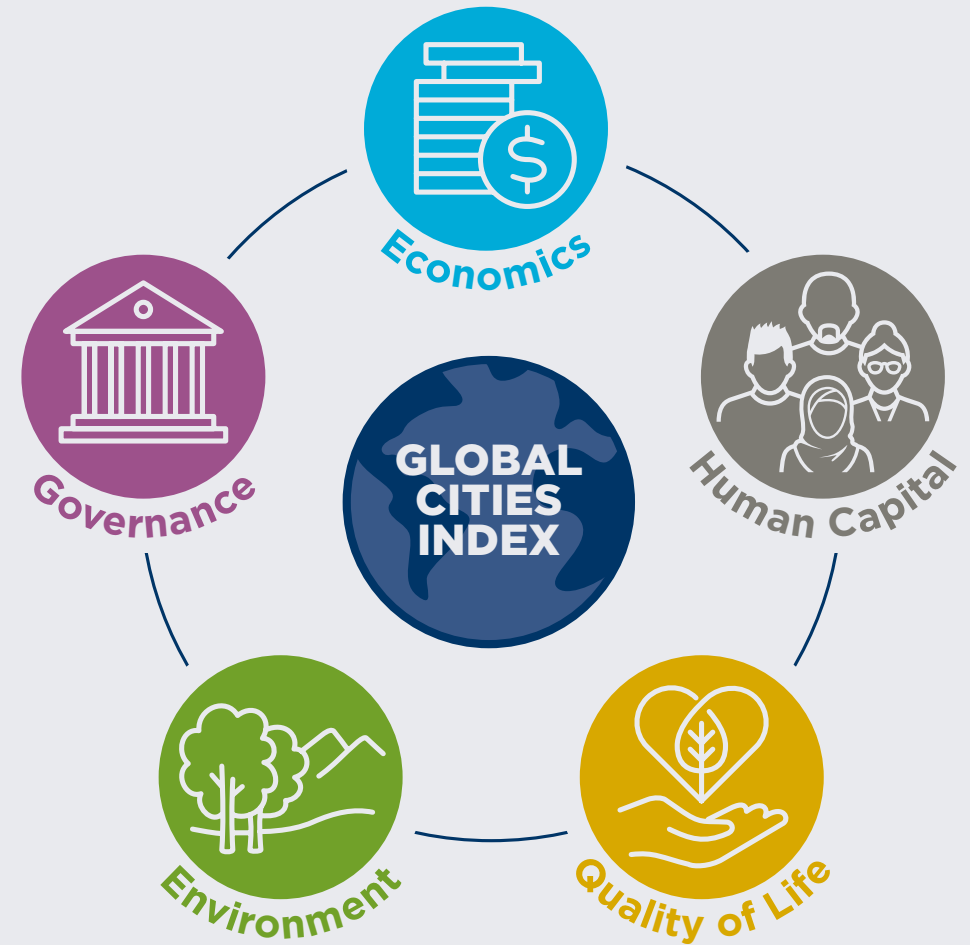 Economics
Governance
Human Capital
GLOBAL
CITIES
INDEX
Environment
Quality of Life
$